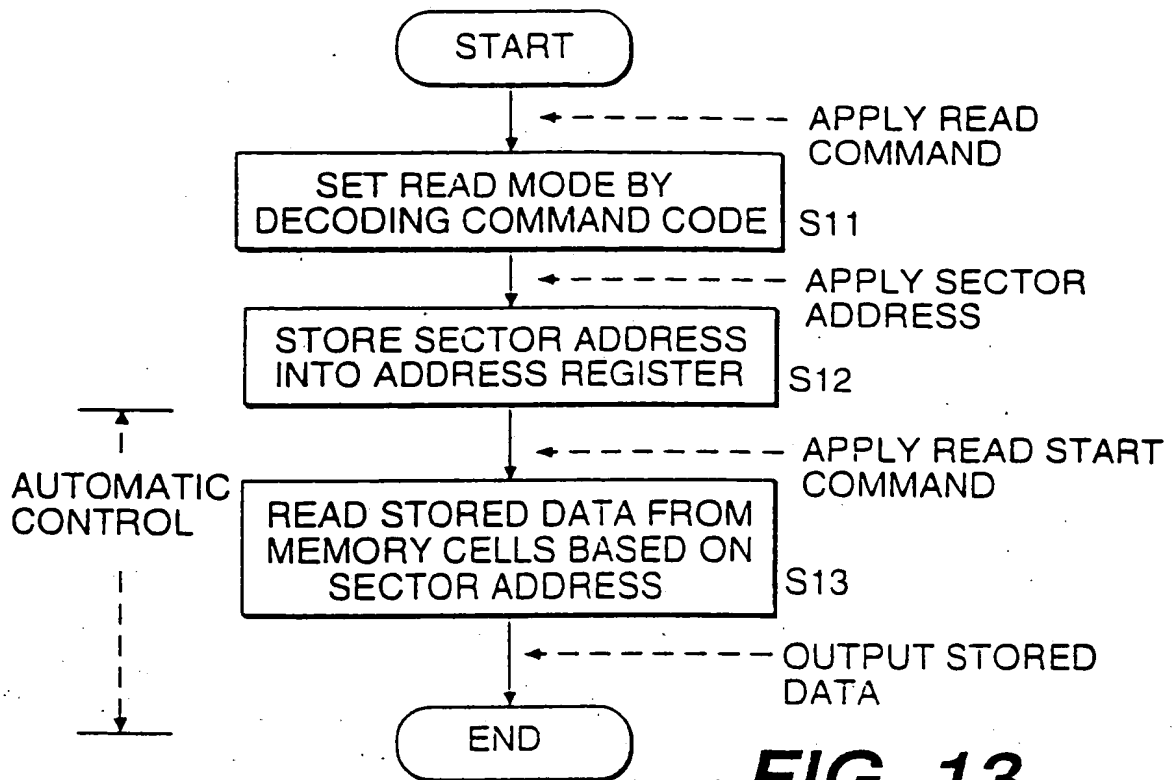 START
APPLY READ
COMMAND
SET READ MODE BY
DECODING COMMAND CODE
S11
APPLY SECTOR
ADDRESS
STORE SECTOR ADDRESS
INTO ADDRESS REGISTER
S12
APPLY READ START
COMMAND
AUTOMATIC
CONTROL
READ STORED DATA FROM
MEMORY CELLS BASED ON
SECTOR ADDRESS
S13
OUTPUT STORED
DATA
END
FIG. 13